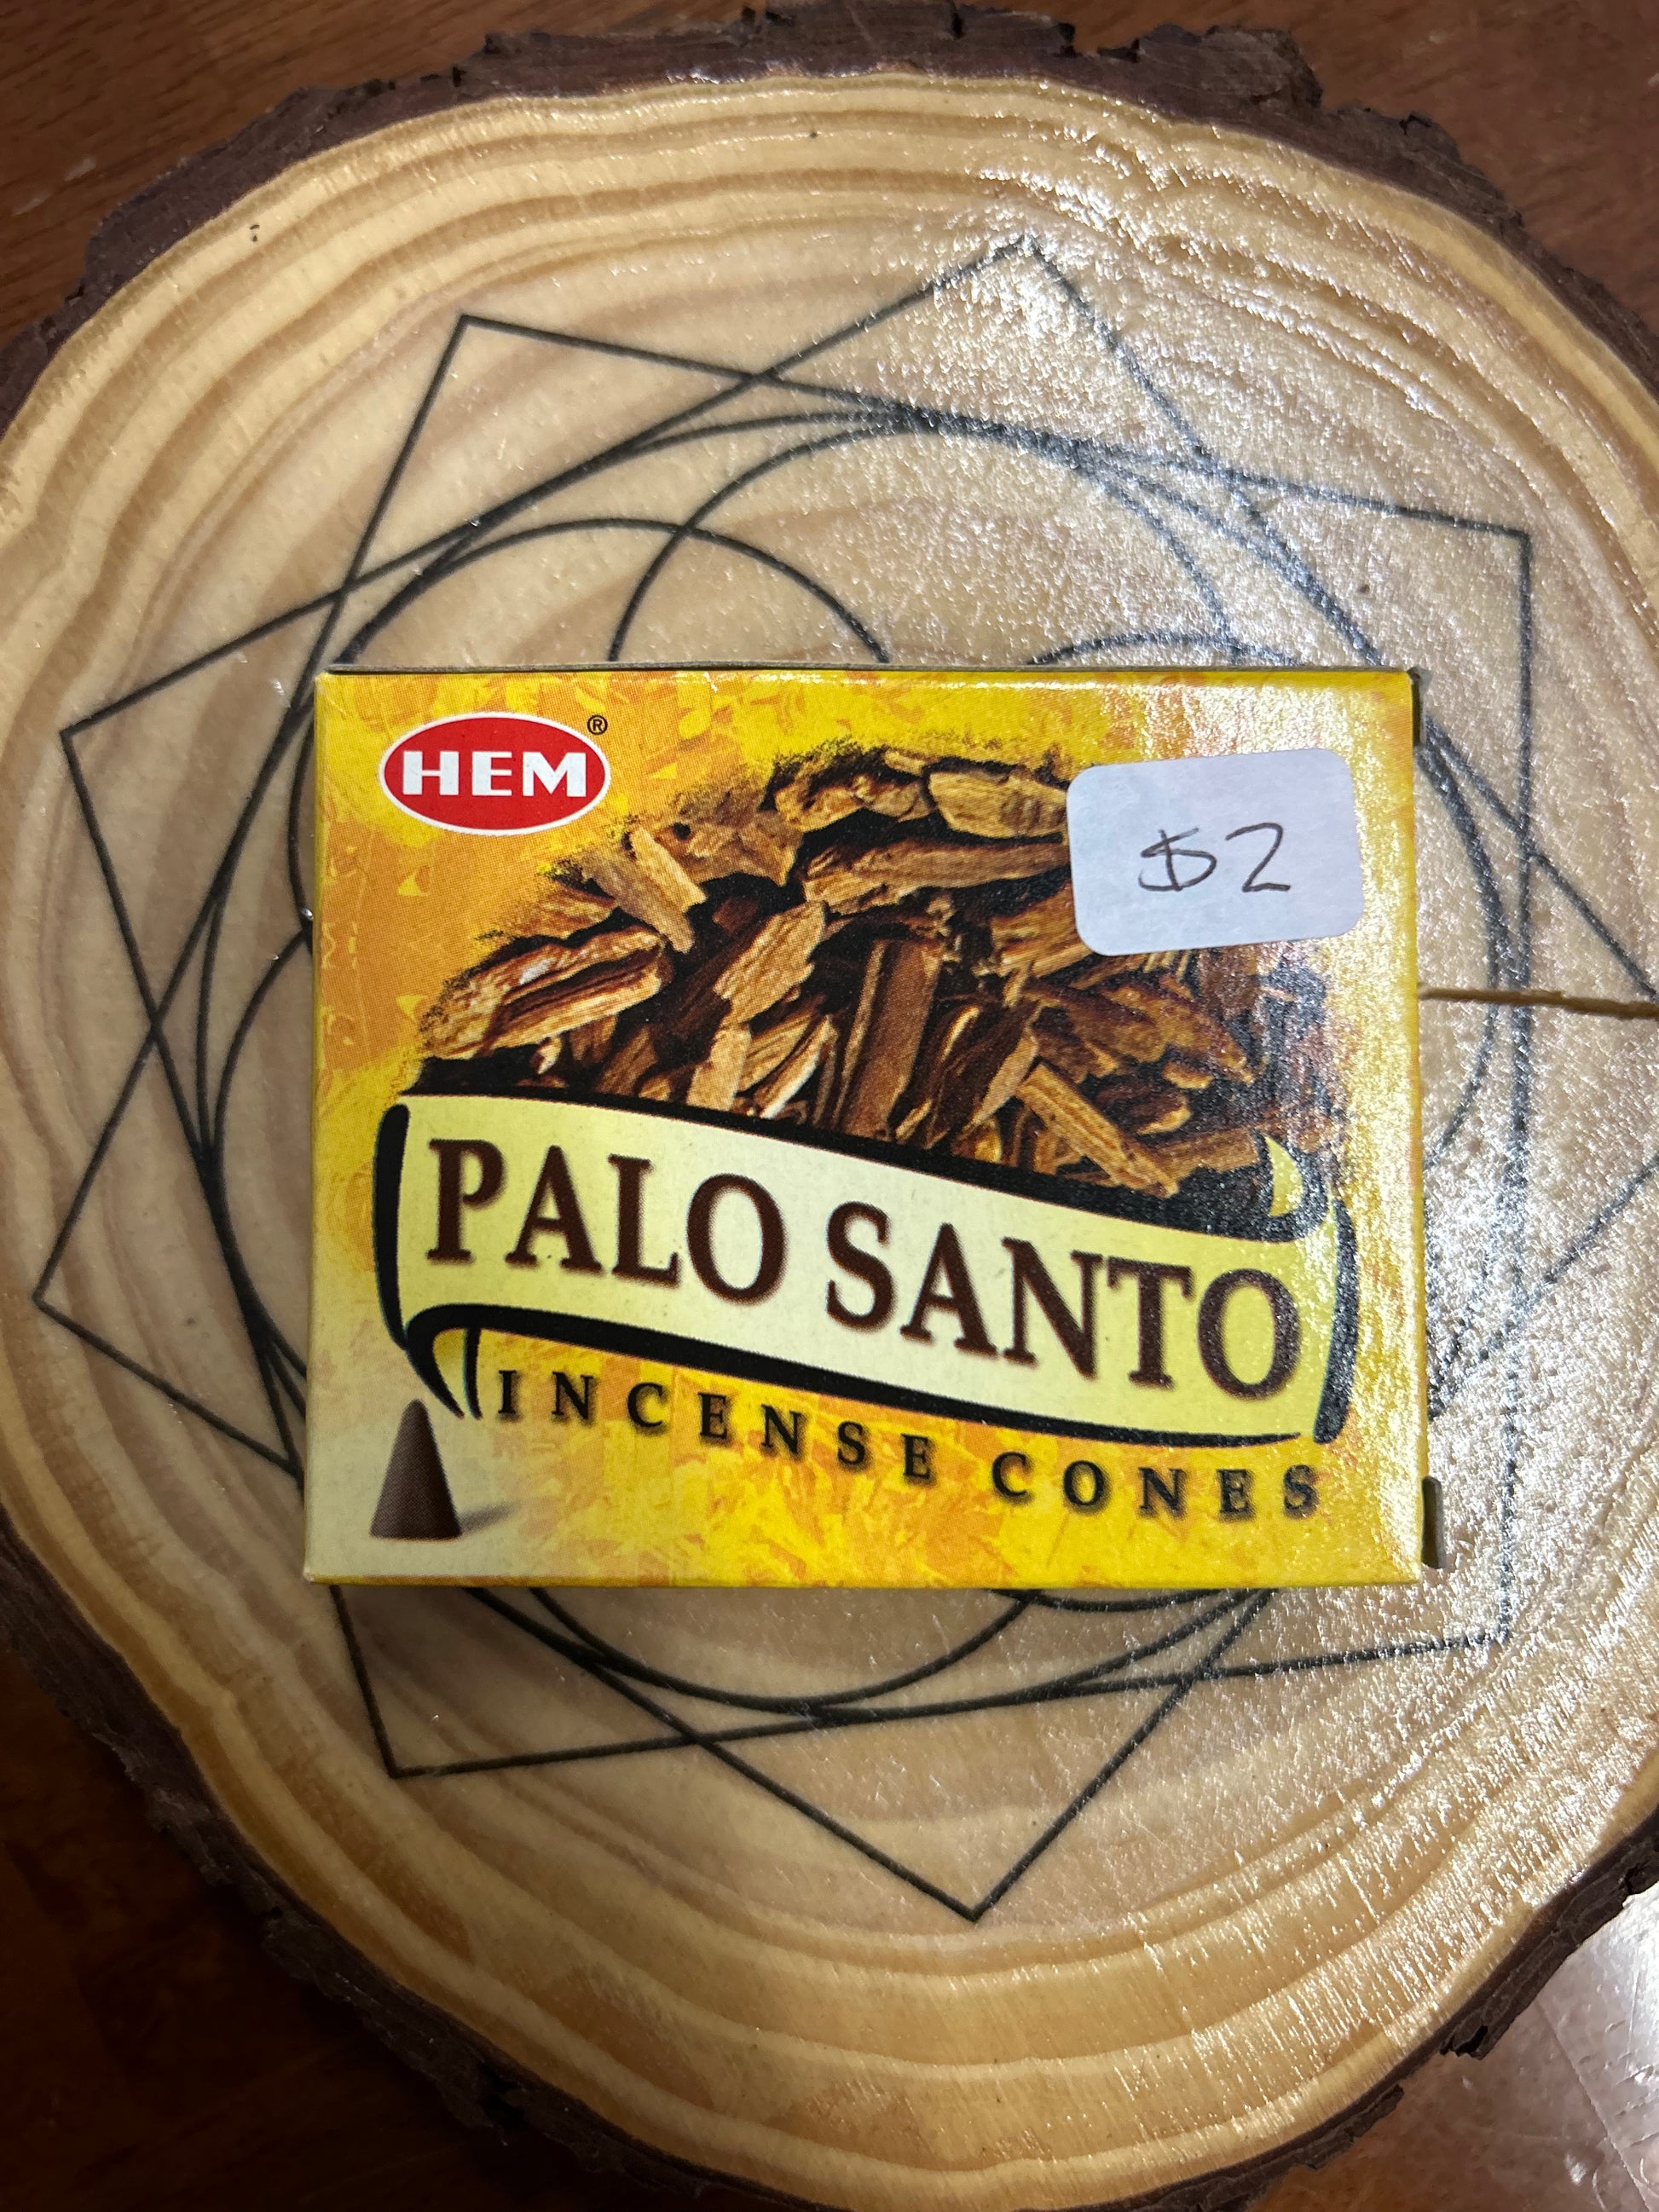 HEM®
$2
PALO SANTO
INCENSE CONES